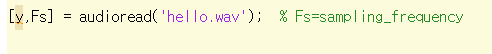 [y,Fs] = audioread('hello.wav');  % Fs=sampling_frequency